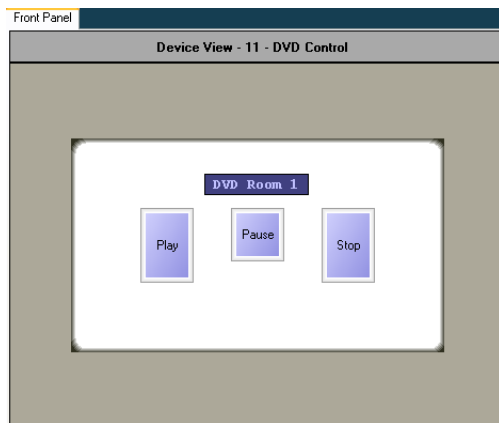 Front Panel
Device View - 11 - DVD Control
DVD Room 1
Play
Pause
Stop